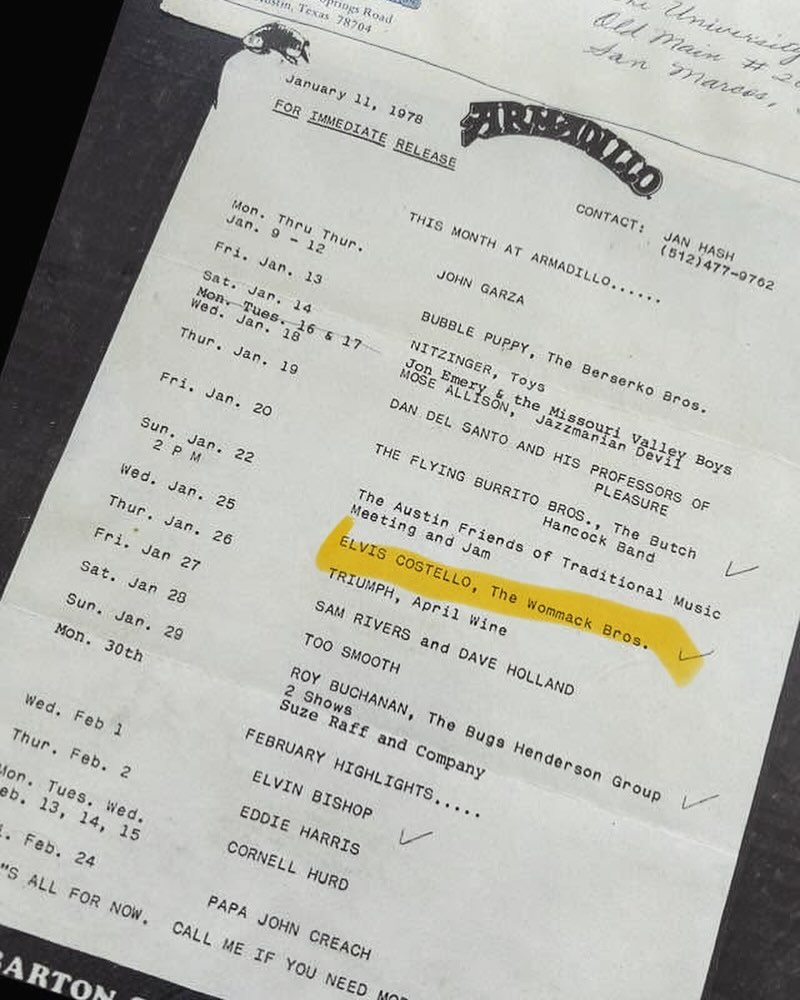 Springs Road
Austin, Texas 78704
University
Old Main #
San Marcos,
January 11, 1978
FOR IMMEDIATE RELEASE
ARMADILLO
CONTACT: JAN HASH
(512)477-9762
THIS MONTH AT ARMADILLO......
Mon. Thru Thur.
Jan. 9 - 12 JOHN GARZA
Fri. Jan. 13 BUBBLE PUPPY, The Berserko Bros.
Sat. Jan. 14 NITZINGER, Toys
Mon. Tues. 16 & 17 Jon Emery & the Missouri Valley Boys
Wed. Jan. 18 MOSE ALLISON, Jazzmanian Devil
Thur. Jan. 19 DAN DEL SANTO AND HIS PROFESSORS OF
PLEASURE
Fri. Jan. 20 THE FLYING BURRITO BROS., The Butch
Hancock Band
Sun. Jan. 22 The Austin Friends of Traditional Music
2 P M Meeting and Jam
Wed. Jan. 25 ELVIS COSTELLO, The Wommack Bros.
Thur. Jan. 26 TRIUMPH, April Wine
Fri. Jan 27 SAM RIVERS and DAVE HOLLAND
Sat. Jan 28 TOO SMOOTH
Sun. Jan. 29 ROY BUCHANAN, The Bugs Henderson Group
2 Shows
Mon. 30th Suze Raff and Company
FEBRUARY HIGHLIGHTS.....
Wed. Feb 1 ELVIN BISHOP
Thur. Feb. 2 EDDIE HARRIS
Mon. Tues. Wed. CORNELL HURD
eb. 13, 14, 15
i. Feb. 24 PAPA JOHN CREACH
"S ALL FOR NOW. CALL ME IF YOU NEED MOR
BARTON